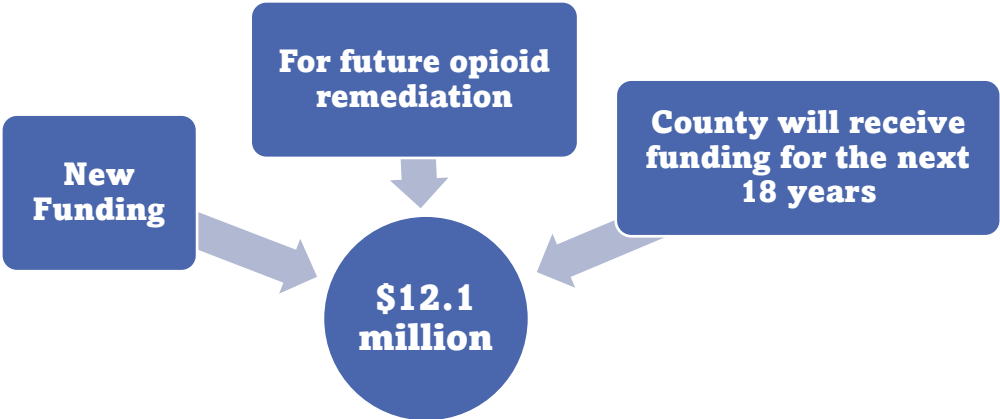 For future opioid
remediation
County will receive
funding for the next
18 years
New
Funding
$12.1
million